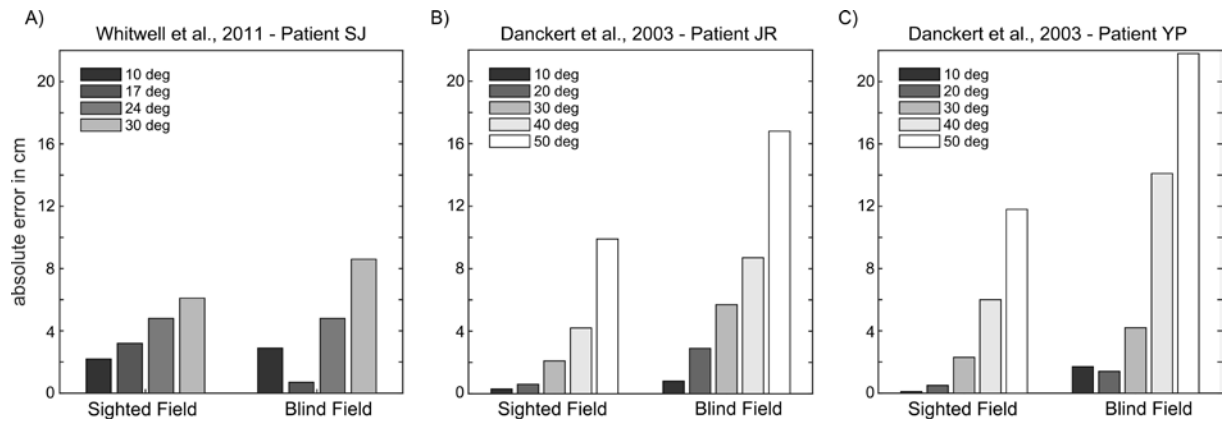 A)
Whitwell et al., 2011 - Patient SJ
20
16
12
8
4
0
absolute error in cm
10 deg
17 deg
24 deg
30 deg
Sighted Field
Blind Field
B)
Danckert et al., 2003 - Patient JR
20
16
12
8
4
0
10 deg
20 deg
30 deg
40 deg
50 deg
Sighted Field
Blind Field
C)
Danckert et al., 2003 - Patient YP
20
16
12
8
4
0
10 deg
20 deg
30 deg
40 deg
50 deg
Sighted Field
Blind Field